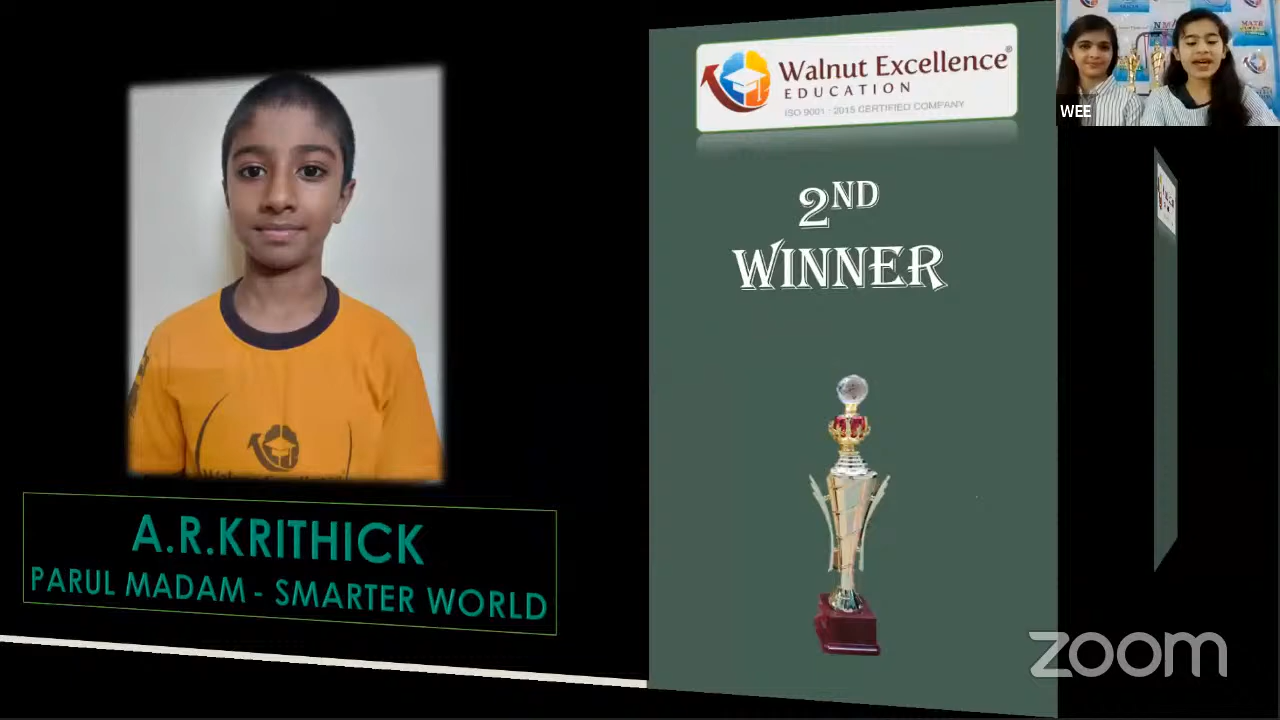 Walnut Excellence®
EDUCATION
ISO 9001 : 2015 CERTIFIED COMPANY
2ND
WINNER
A.R.KRITHICK
PARUL MADAM - SMARTER WORLD
WEE
zoom